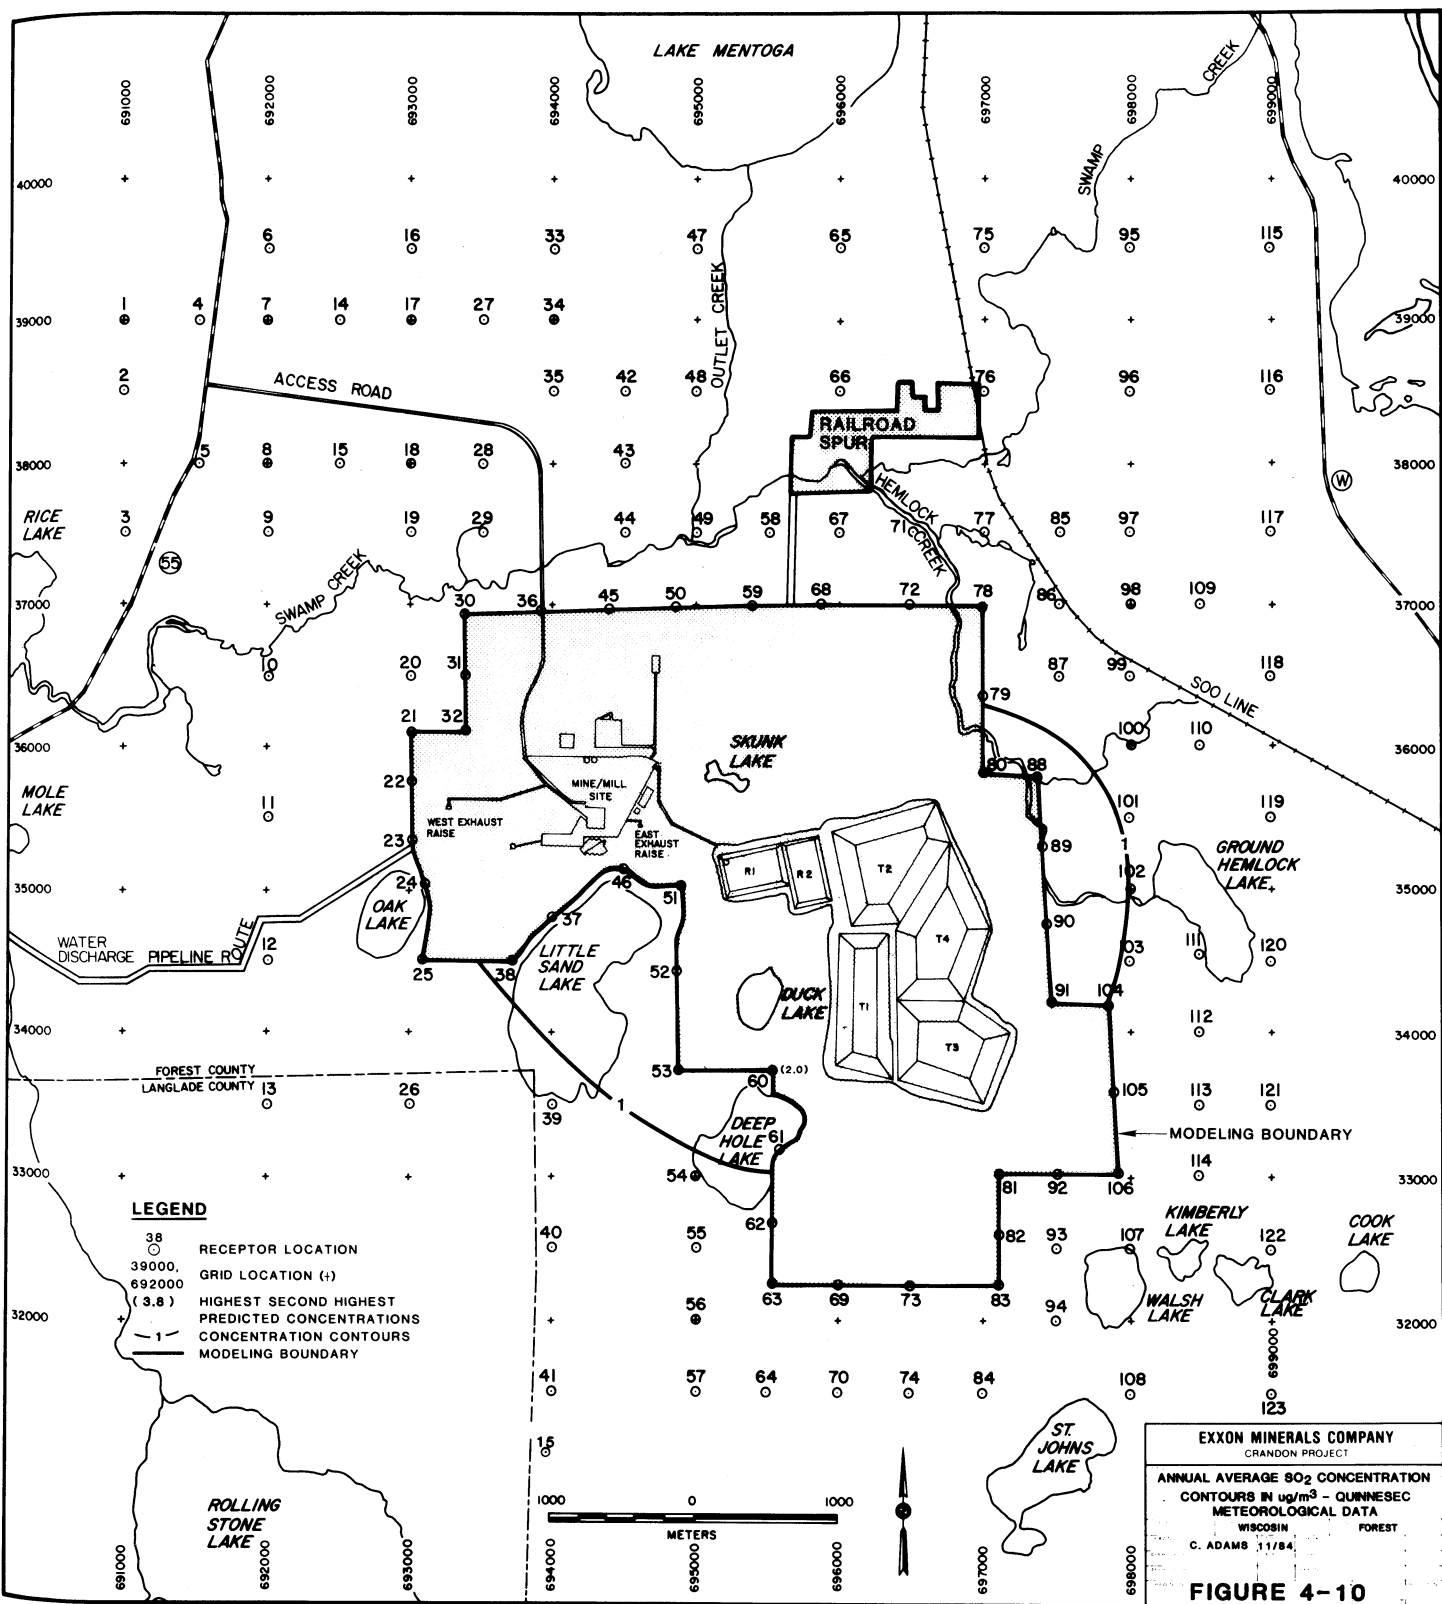 LAKE MENTOGA
691000
692000
693000
694000
695000
696000
697000
698000
699000
SWAMP
CREEK
40000
40000
6
16
33
47
65
75
95
115
OUTLET CREEK
1
4
7
14
17
27
34
39000
39000
ACCESS ROAD
2
35
42
48
66
76
96
116
RAILROAD
SPUR
5
8
15
18
28
43
38000
38000
W
HEMLOCK
CREEK
RICE
LAKE
3
9
19
29
44
49
58
67
71
77
85
97
117
55
SWAMP CREEK
37000
30
36
45
50
59
68
72
78
86
98
109
37000
10
20
31
79
87
99
118
SOO LINE
21
32
36000
SKUNK
LAKE
100
110
36000
22
80
88
MINE/MILL
SITE
MOLE
LAKE
11
WEST EXHAUST
RAISE
EAST
EXHAUST
RAISE
101
119
23
89
1
GROUND
HEMLOCK
LAKE
R1
R2
T2
24
46
51
102
35000
35000
OAK
LAKE
37
90
T4
WATER
DISCHARGE PIPELINE ROUTE
12
25
38
LITTLE
SAND
LAKE
52
103
111
120
DUCK
LAKE
T1
91
104
34000
112
34000
T3
FOREST COUNTY
LANGLADE COUNTY
53
60
(2.0)
13
26
39
1
105
113
121
DEEP
HOLE
LAKE
61
MODELING BOUNDARY
33000
54
81
92
106
114
33000
LEGEND
38
RECEPTOR LOCATION
39000,
692000
GRID LOCATION (+)
(3.8)
HIGHEST SECOND HIGHEST
PREDICTED CONCENTRATIONS
1
CONCENTRATION CONTOURS
MODELING BOUNDARY
62
KIMBERLY
LAKE
COOK
LAKE
40
55
82
93
107
122
63
69
73
83
WALSH
LAKE
CLARK
LAKE
32000
56
94
32000
699000
41
57
64
70
74
84
108
123
15
ST.
JOHNS
LAKE
ROLLING
STONE
LAKE
1000
0
1000
METERS
691000
692000
693000
694000
695000
696000
697000
698000
EXXON MINERALS COMPANY
CRANDON PROJECT
ANNUAL AVERAGE SO2 CONCENTRATION
CONTOURS IN ug/m3 - QUINNESEC
METEOROLOGICAL DATA
WISCOSIN FOREST
C. ADAMS 11/84
FIGURE 4-10